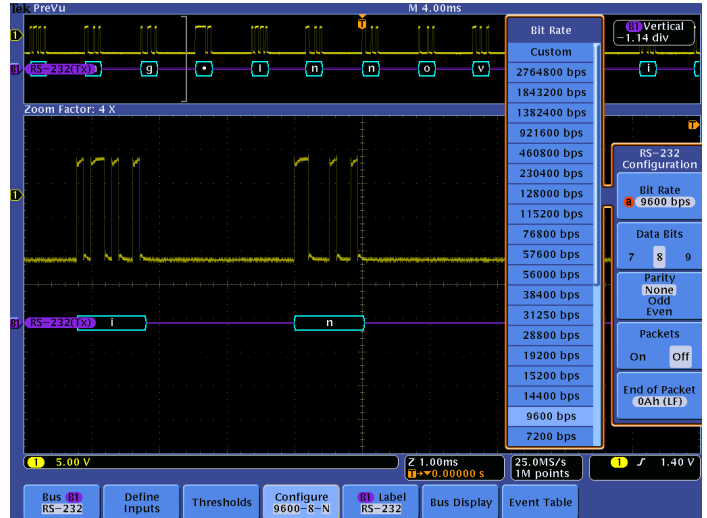 Tek PreVu
M 4.00ms
T
1
B1 RS-232(Tx) g • l n n o v i
Zoom Factor: 4 X
T
1
B1 RS-232(Tx) i n
Bit Rate
Custom
2764800 bps
1843200 bps
1382400 bps
921600 bps
460800 bps
230400 bps
128000 bps
115200 bps
76800 bps
57600 bps
56000 bps
38400 bps
31250 bps
28800 bps
19200 bps
15200 bps
14400 bps
9600 bps
7200 bps
B1 Vertical
-1.14 div
RS-232
Configuration
Bit Rate
a 9600 bps
Data Bits
7 8 9
Parity
None
Odd
Even
Packets
On Off
End of Packet
0Ah (LF)
1 5.00 V
Z 1.00ms
T→▼0.00000 s
25.0MS/s
1M points
1 ʃ 1.40 V
Bus B1
RS-232
Define
Inputs
Thresholds
Configure
9600-8-N
B1 Label
RS-232
Bus Display
Event Table